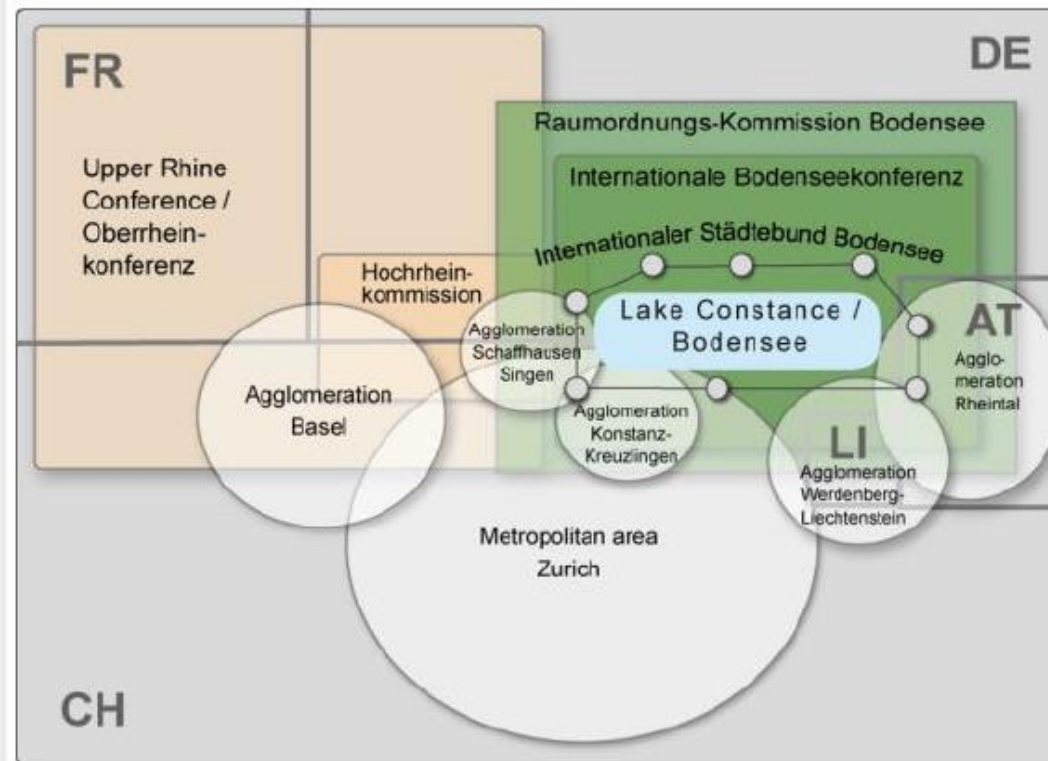 FR
DE
Upper Rhine
Conference /
Oberrhein-
konferenz
Raumordnungs-Kommission Bodensee
Internationale Bodenseekonferenz
Internationaler Städtebund Bodensee
Hochrhein-
kommission
Lake Constance /
Bodensee
Agglomeration
Schaffhausen
Singen
AT
Agglo-
meration
Rheintal
Agglomeration
Basel
Agglomeration
Konstanz-
Kreuzlingen
LI
Agglomeration
Werdenberg-
Liechtenstein
Metropolitan area
Zurich
CH